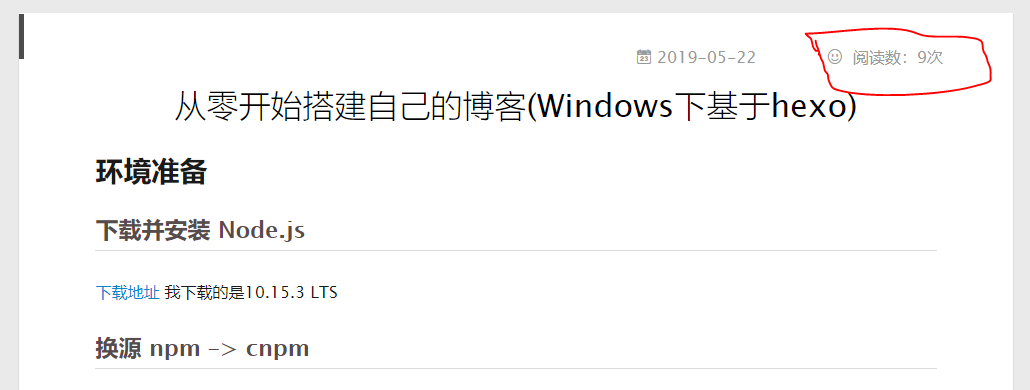 2019-05-22 阅读数：9次
从零开始搭建自己的博客(Windows下基于hexo)
环境准备
下载并安装 Node.js
下载地址 我下载的是10.15.3 LTS
换源 npm -> cnpm